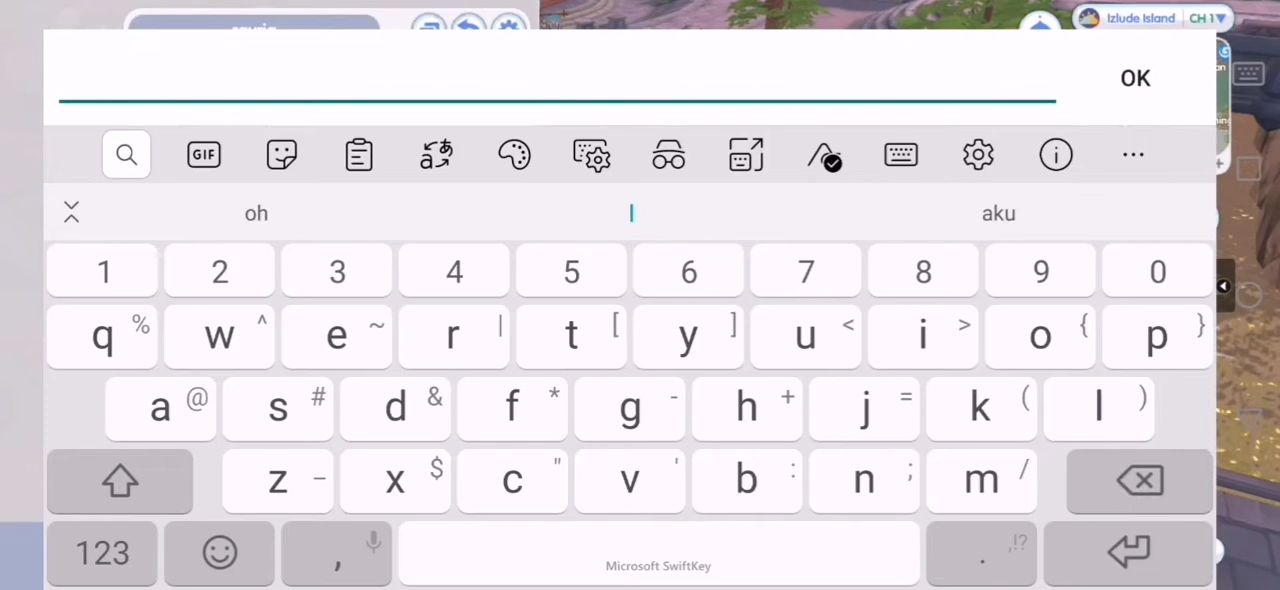 Izlude Island CH 1
OK
GIF
oh
aku
1 2 3 4 5 6 7 8 9 0
q % w ^ e ~ r | t [ y ] u < i > o { p }
a @ s # d & f * g - h + j = k ( l )
z _ x $ c " v ' b : n ; m /
123 , . ,!?
Microsoft SwiftKey